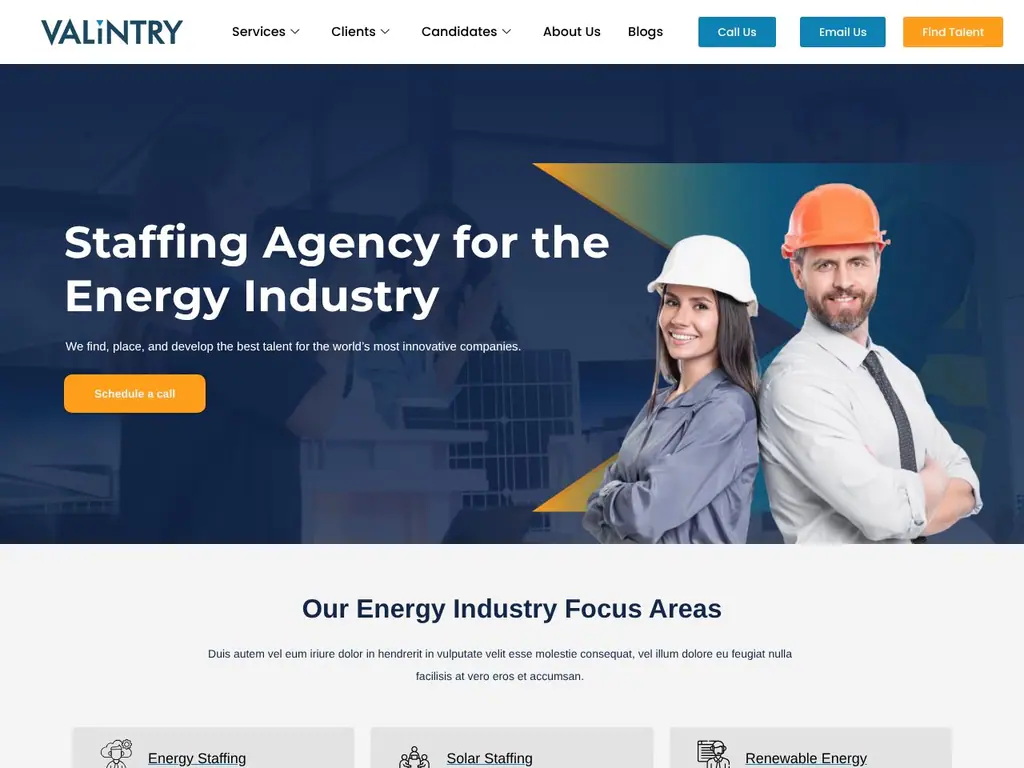 VALiNTRY
Services
Clients
Candidates
About Us
Blogs
Call Us
Email Us
Find Talent
Staffing Agency for the
Energy Industry
We find, place, and develop the best talent for the world’s most innovative companies.
Schedule a call
Our Energy Industry Focus Areas
Duis autem vel eum iriure dolor in hendrerit in vulputate velit esse molestie consequat, vel illum dolore eu feugiat nulla
facilisis at vero eros et accumsan.
Energy Staffing
Solar Staffing
Renewable Energy